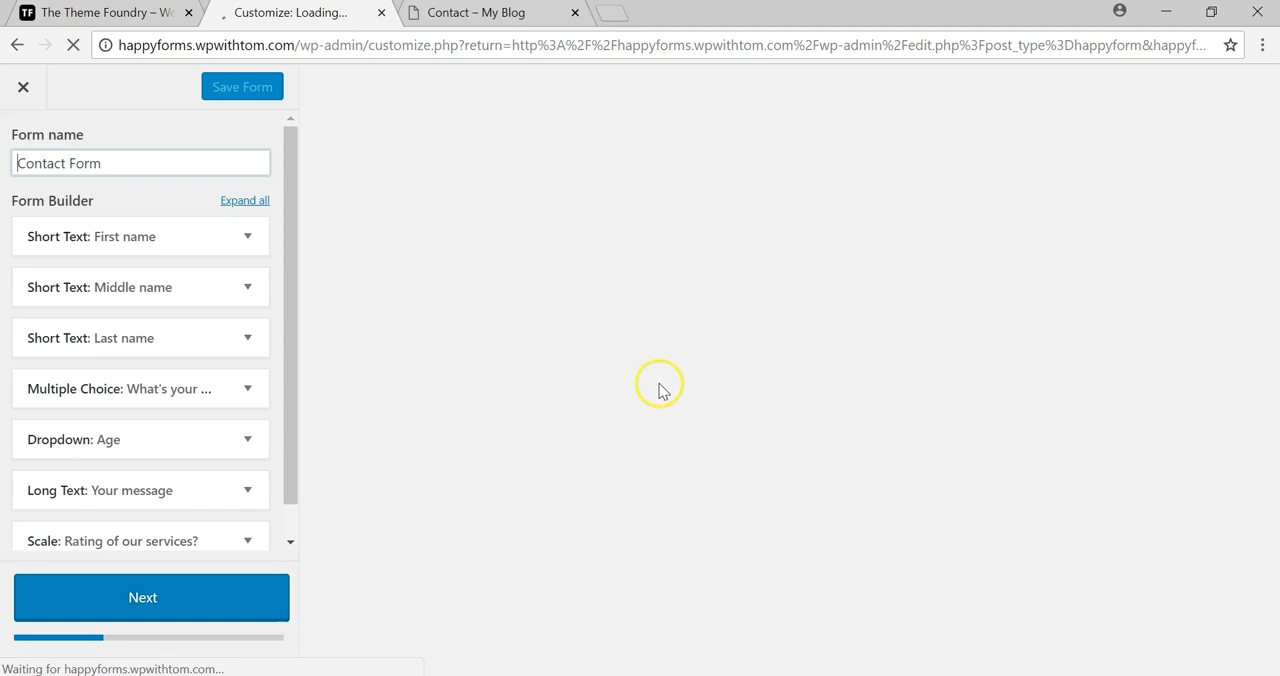 The Theme Foundry – Wo
Customize: Loading...
Contact – My Blog
happyforms.wpwithtom.com/wp-admin/customize.php?return=http%3A%2F%2Fhappyforms.wpwithtom.com%2Fwp-admin%2Fedit.php%3Fpost_type%3Dhappyform&happyf...
Save Form
Form name
Contact Form
Form Builder
Expand all
Short Text: First name
Short Text: Middle name
Short Text: Last name
Multiple Choice: What's your ...
Dropdown: Age
Long Text: Your message
Scale: Rating of our services?
Next
Waiting for happyforms.wpwithtom.com...